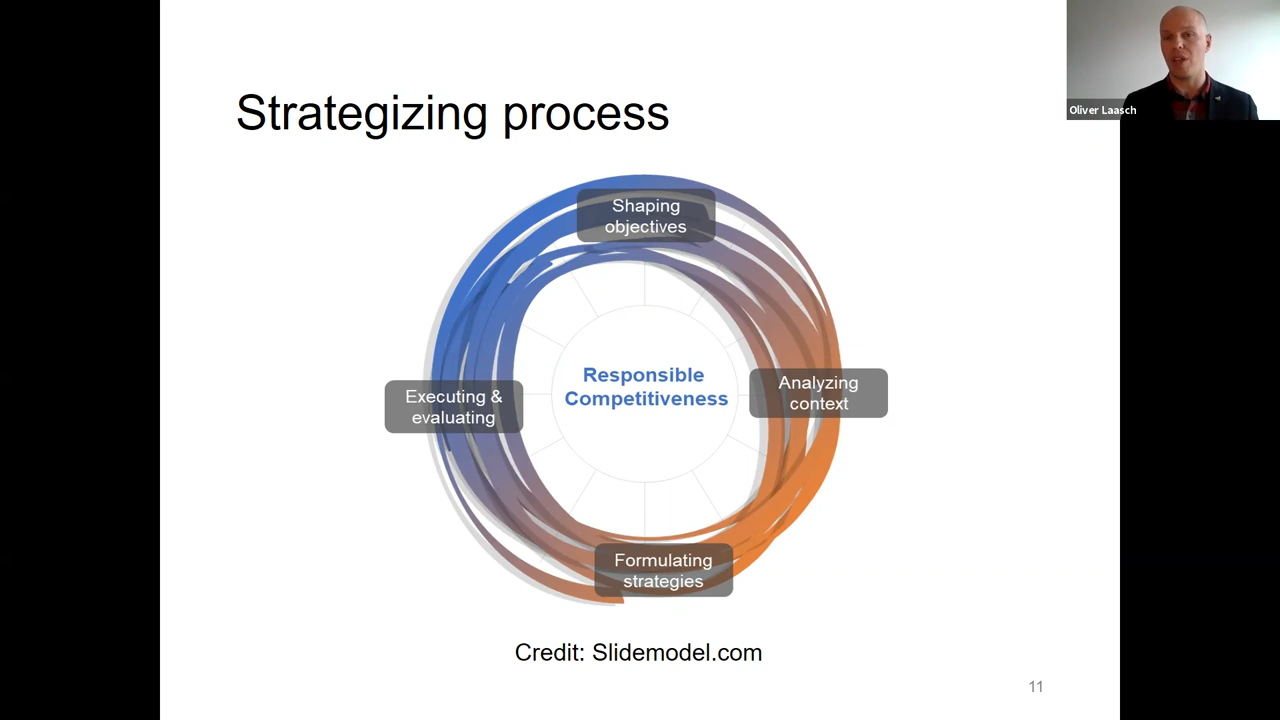 Strategizing process
Oliver Laasch
Shaping
objectives
Responsible
Competitiveness
Analyzing
context
Executing &
evaluating
Formulating
strategies
Credit: Slidemodel.com
11